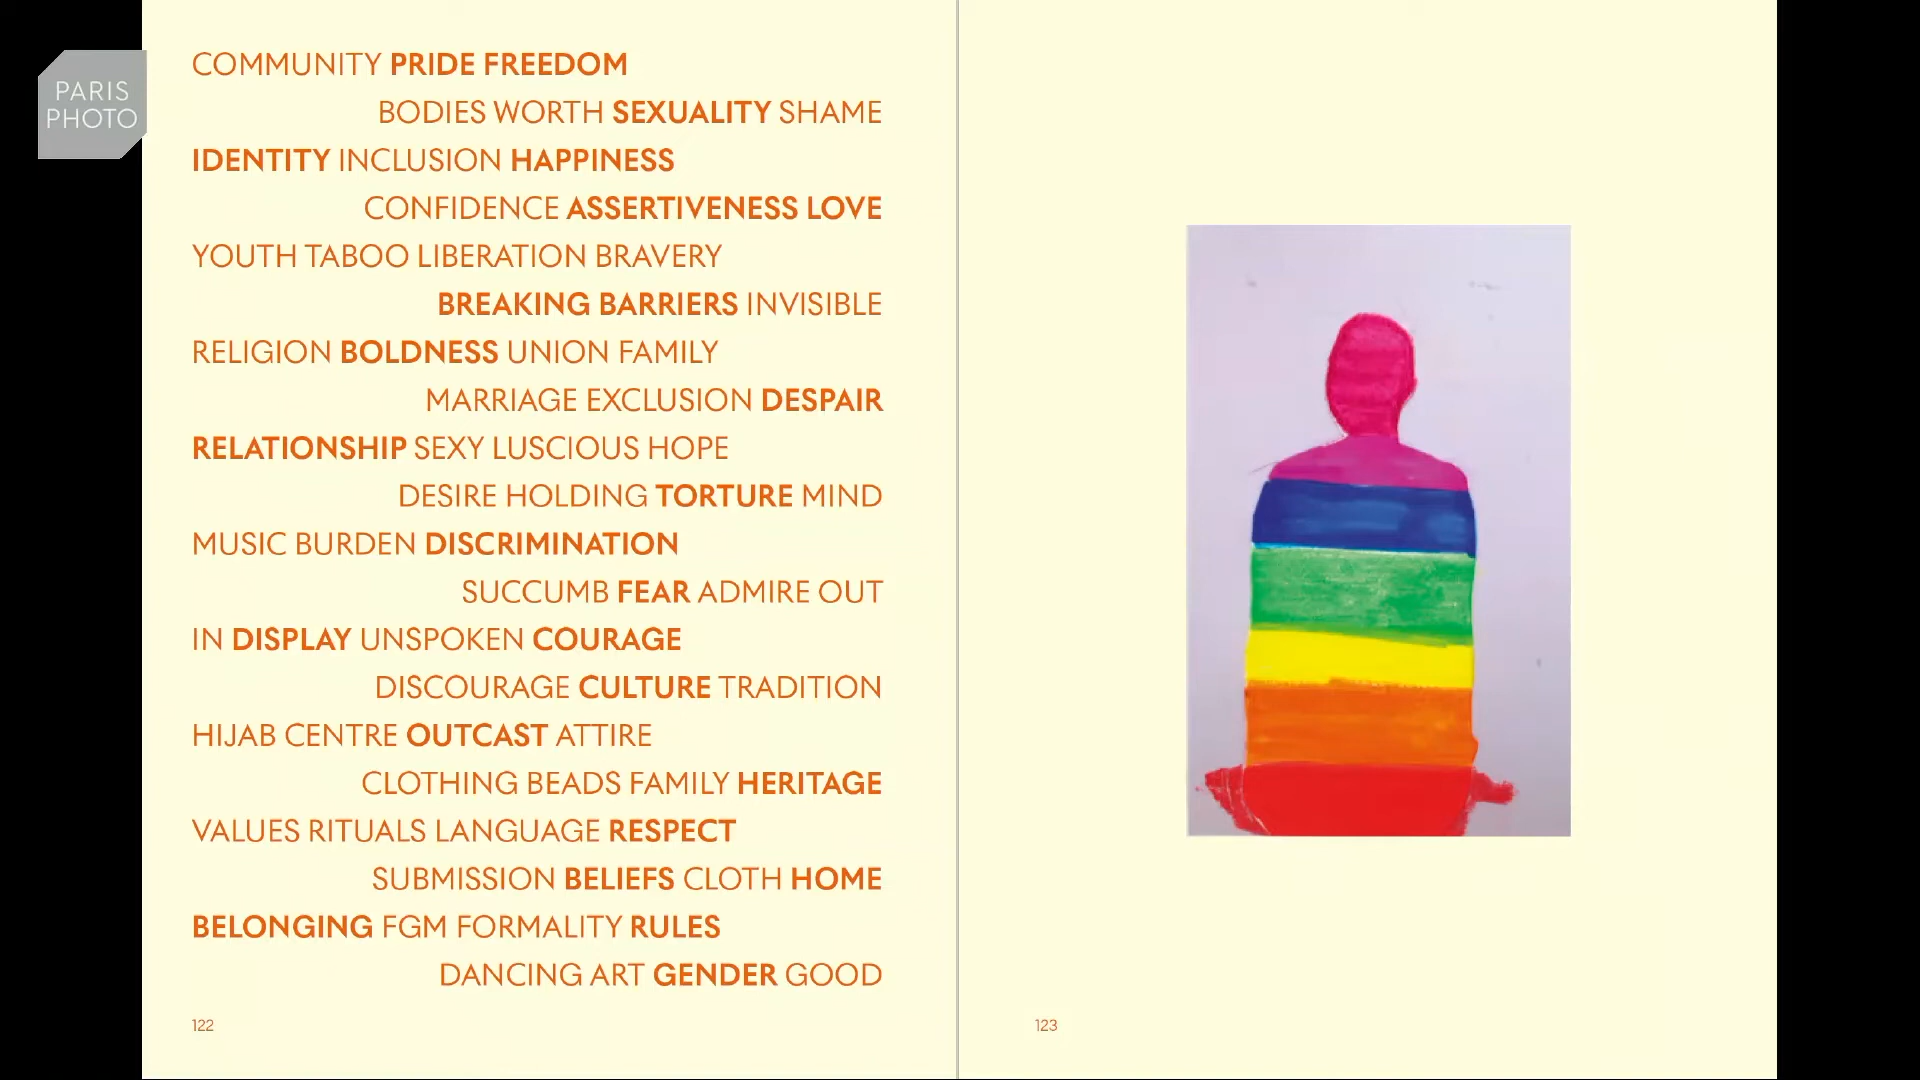 PARIS
PHOTO
COMMUNITY PRIDE FREEDOM
BODIES WORTH SEXUALITY SHAME
IDENTITY INCLUSION HAPPINESS
CONFIDENCE ASSERTIVENESS LOVE
YOUTH TABOO LIBERATION BRAVERY
BREAKING BARRIERS INVISIBLE
RELIGION BOLDNESS UNION FAMILY
MARRIAGE EXCLUSION DESPAIR
RELATIONSHIP SEXY LUSCIOUS HOPE
DESIRE HOLDING TORTURE MIND
MUSIC BURDEN DISCRIMINATION
SUCCUMB FEAR ADMIRE OUT
IN DISPLAY UNSPOKEN COURAGE
DISCOURAGE CULTURE TRADITION
HIJAB CENTRE OUTCAST ATTIRE
CLOTHING BEADS FAMILY HERITAGE
VALUES RITUALS LANGUAGE RESPECT
SUBMISSION BELIEFS CLOTH HOME
BELONGING FGM FORMALITY RULES
DANCING ART GENDER GOOD
122
123